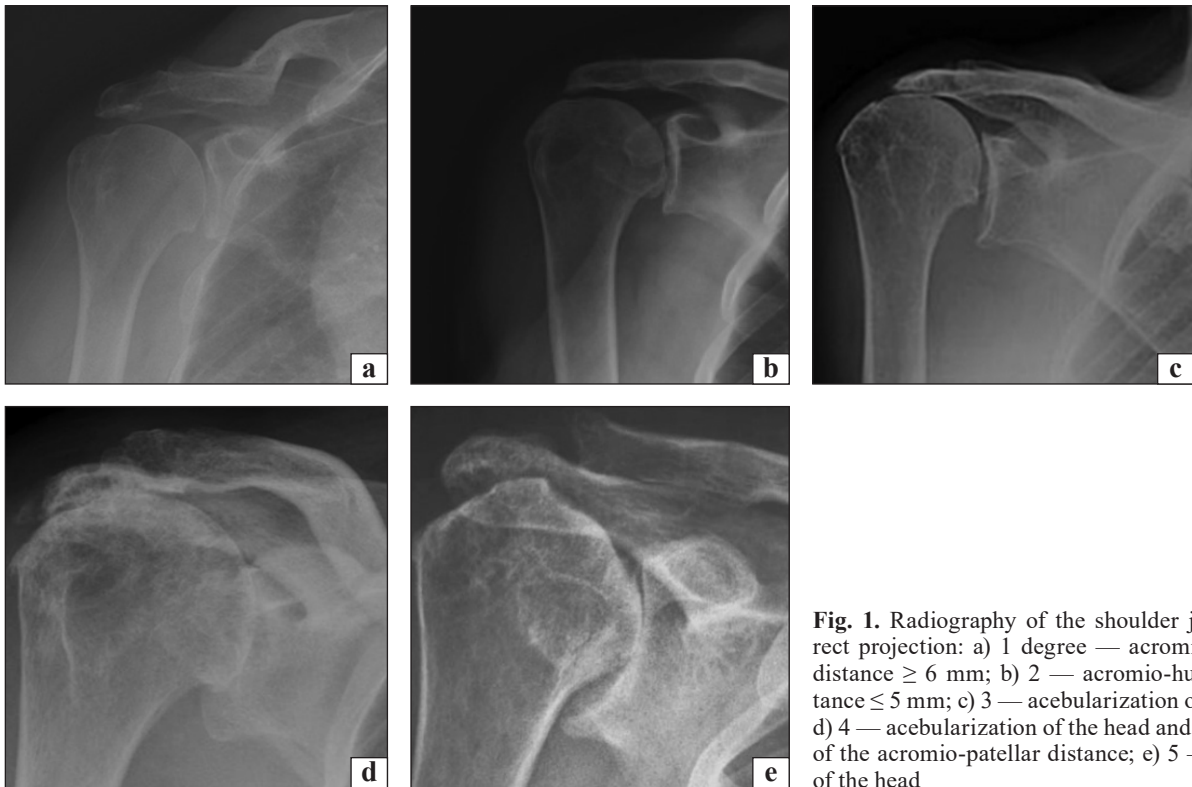 a
b
c
d
e
Fig. 1. Radiography of the shoulder j
rect projection: a) 1 degree — acromi
distance ≥ 6 mm; b) 2 — acromio-hu
tance ≤ 5 mm; c) 3 — acebularization o
d) 4 — acebularization of the head and
of the acromio-patellar distance; e) 5 –
of the head